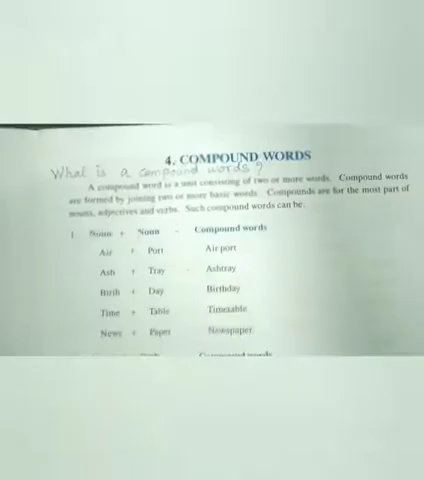 4. COMPOUND WORDS
What is a compound words?
A compound word is a unit consisting of two or more words. Compound words
are formed by joining two or more basic words. Compounds are for the most part of
nouns, adjectives and verbs. Such compound words can be:
1 Noun + Noun - Compound words
Air + Port Air port
Ash + Tray - Ashtray
Birth + Day Birthday
Time + Table Timetable
News + Paper Newspaper
Compound words